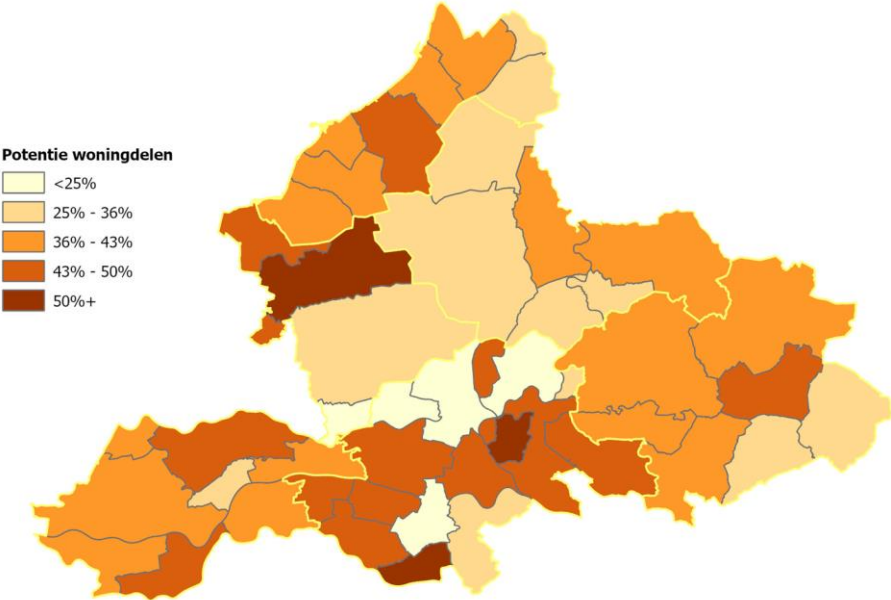 Potentie woningdelen
<25%
25% - 36%
36% - 43%
43% - 50%
50%+